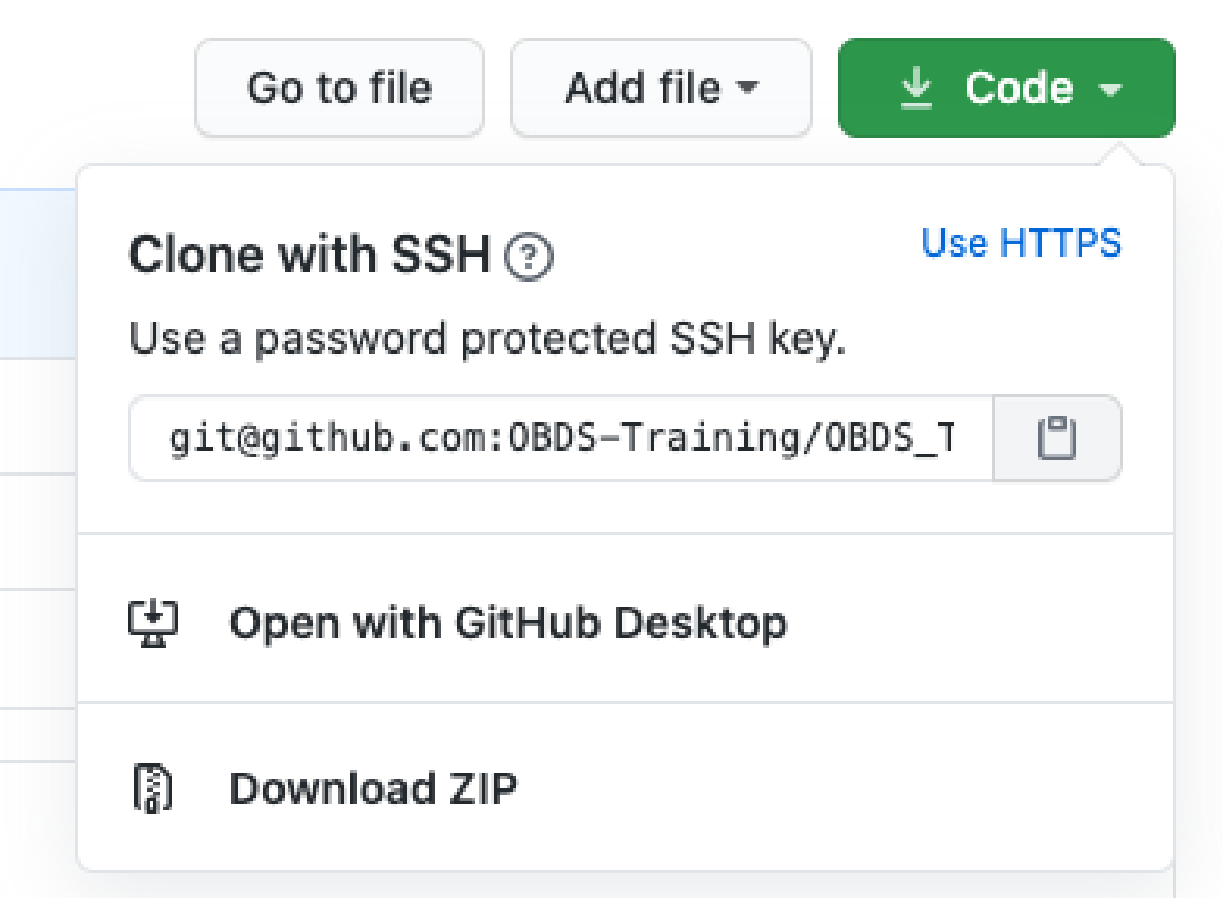 Go to file Add file Code
Clone with SSH Use HTTPS
Use a password protected SSH key.
git@github.com:OBDS-Training/OBDS_T
Open with GitHub Desktop
Download ZIP